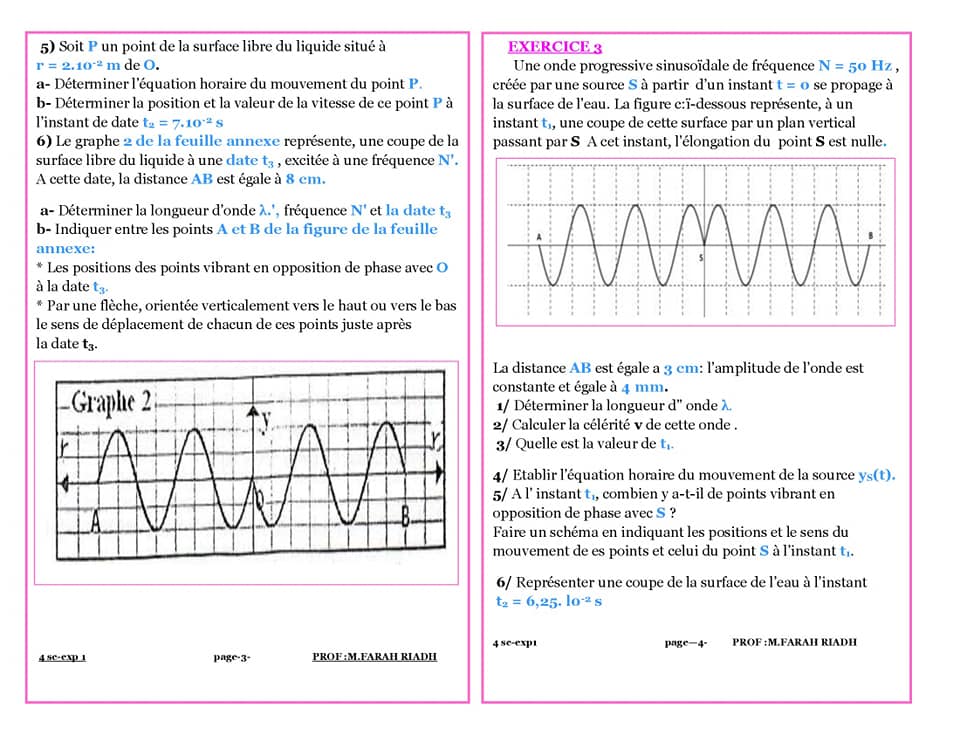 5) Soit P un point de la surface libre du liquide situé à
r = 2.10⁻² m de O.
a- Déterminer l'équation horaire du mouvement du point P.
b- Déterminer la position et la valeur de la vitesse de ce point P à
l'instant de date t₂ = 7.10⁻² s
6) Le graphe 2 de la feuille annexe représente, une coupe de la
surface libre du liquide à une date t₃ , excitée à une fréquence N'.
A cette date, la distance AB est égale à 8 cm.
a- Déterminer la longueur d'onde λ.', fréquence N' et la date t₃
b- Indiquer entre les points A et B de la figure de la feuille
annexe:
* Les positions des points vibrant en opposition de phase avec O
à la date t₃.
* Par une flèche, orientée verticalement vers le haut ou vers le bas
le sens de déplacement de chacun de ces points juste après
la date t₃.
Graphe 2
y
r
r
O
A
B
4 sc-exp 1 page-3- PROF :M.FARAH RIADH
EXERCICE 3
Une onde progressive sinusoïdale de fréquence N = 50 Hz ,
créée par une source S à partir d'un instant t = 0 se propage à
la surface de l'eau. La figure c:ï-dessous représente, à un
instant t₁, une coupe de cette surface par un plan vertical
passant par S A cet instant, l'élongation du point S est nulle.
A
B
S
La distance AB est égale a 3 cm: l'amplitude de l'onde est
constante et égale à 4 mm.
1/ Déterminer la longueur d" onde λ.
2/ Calculer la célérité v de cette onde .
3/ Quelle est la valeur de t₁.
4/ Etablir l'équation horaire du mouvement de la source ys(t).
5/ A l' instant t₁, combien y a-t-il de points vibrant en
opposition de phase avec S ?
Faire un schéma en indiquant les positions et le sens du
mouvement de es points et celui du point S à l'instant t₁.
6/ Représenter une coupe de la surface de l'eau à l'instant
t₂ = 6,25. lo⁻² s
4 sc-exp1 page—4- PROF :M.FARAH RIADH